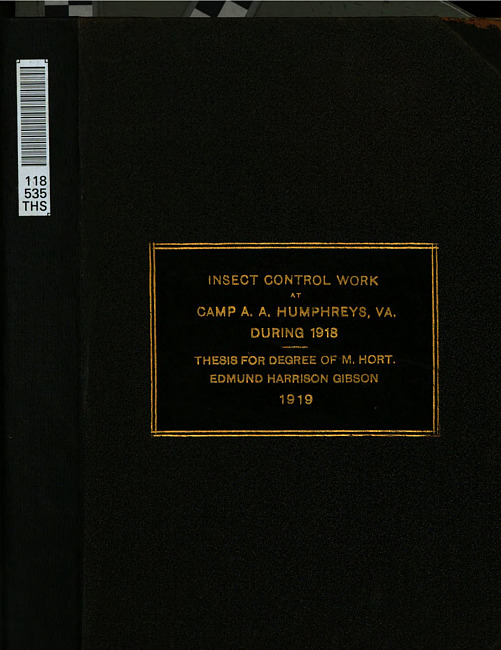 118
535
THS
INSECT CONTROL WORK
AT
CAMP A. A. HUMPHREYS, VA.
DURING 1918
THESIS FOR DEGREE OF M. HORT.
EDMUND HARRISON GIBSON
1919